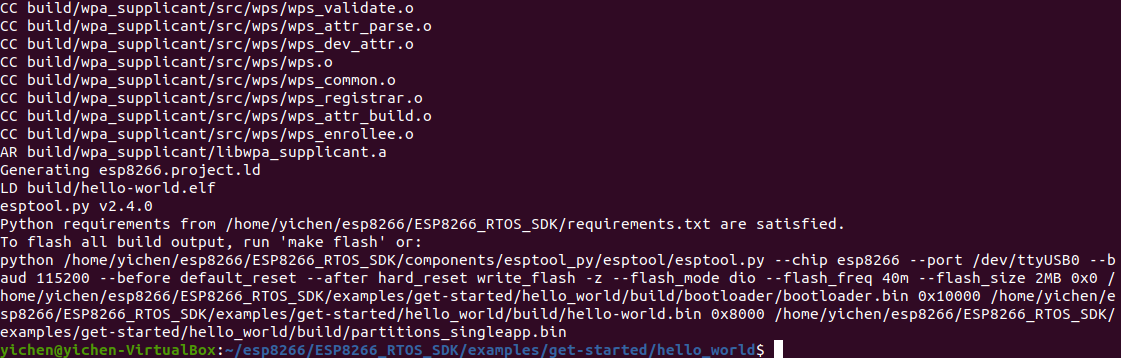 CC build/wpa_supplicant/src/wps/wps_validate.o
CC build/wpa_supplicant/src/wps/wps_attr_parse.o
CC build/wpa_supplicant/src/wps/wps_dev_attr.o
CC build/wpa_supplicant/src/wps/wps.o
CC build/wpa_supplicant/src/wps/wps_common.o
CC build/wpa_supplicant/src/wps/wps_registrar.o
CC build/wpa_supplicant/src/wps/wps_attr_build.o
CC build/wpa_supplicant/src/wps/wps_enrollee.o
AR build/wpa_supplicant/libwpa_supplicant.a
Generating esp8266.project.ld
LD build/hello-world.elf
esptool.py v2.4.0
Python requirements from /home/yichen/esp8266/ESP8266_RTOS_SDK/requirements.txt are satisfied.
To flash all build output, run 'make flash' or:
python /home/yichen/esp8266/ESP8266_RTOS_SDK/components/esptool_py/esptool/esptool.py --chip esp8266 --port /dev/ttyUSB0 --b
aud 115200 --before default_reset --after hard_reset write_flash -z --flash_mode dio --flash_freq 40m --flash_size 2MB 0x0 /
home/yichen/esp8266/ESP8266_RTOS_SDK/examples/get-started/hello_world/build/bootloader/bootloader.bin 0x10000 /home/yichen/e
sp8266/ESP8266_RTOS_SDK/examples/get-started/hello_world/build/hello-world.bin 0x8000 /home/yichen/esp8266/ESP8266_RTOS_SDK/
examples/get-started/hello_world/build/partitions_singleapp.bin
yichen@yichen-VirtualBox:~/esp8266/ESP8266_RTOS_SDK/examples/get-started/hello_world$